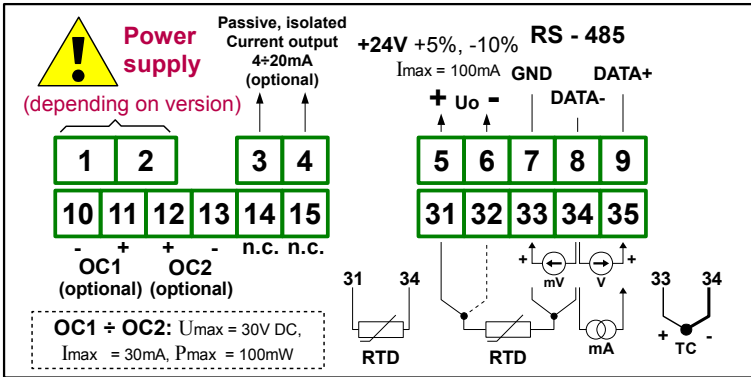 Power supply
(depending on version)
Passive, isolated
Current output
4÷20mA
(optional)
+24V +5%, -10%
Imax = 100mA
RS - 485
GND
DATA-
DATA+
+ Uo -
1 2 3 4 5 6 7 8 9
10 11 12 13 14 15 31 32 33 34 35
- + + - n.c. n.c.
OC1
(optional)
OC2
(optional)
OC1 ÷ OC2: Umax = 30V DC,
Imax = 30mA, Pmax = 100mW
31 34
RTD
RTD
+ mV
V +
mA
33 34
+ TC -